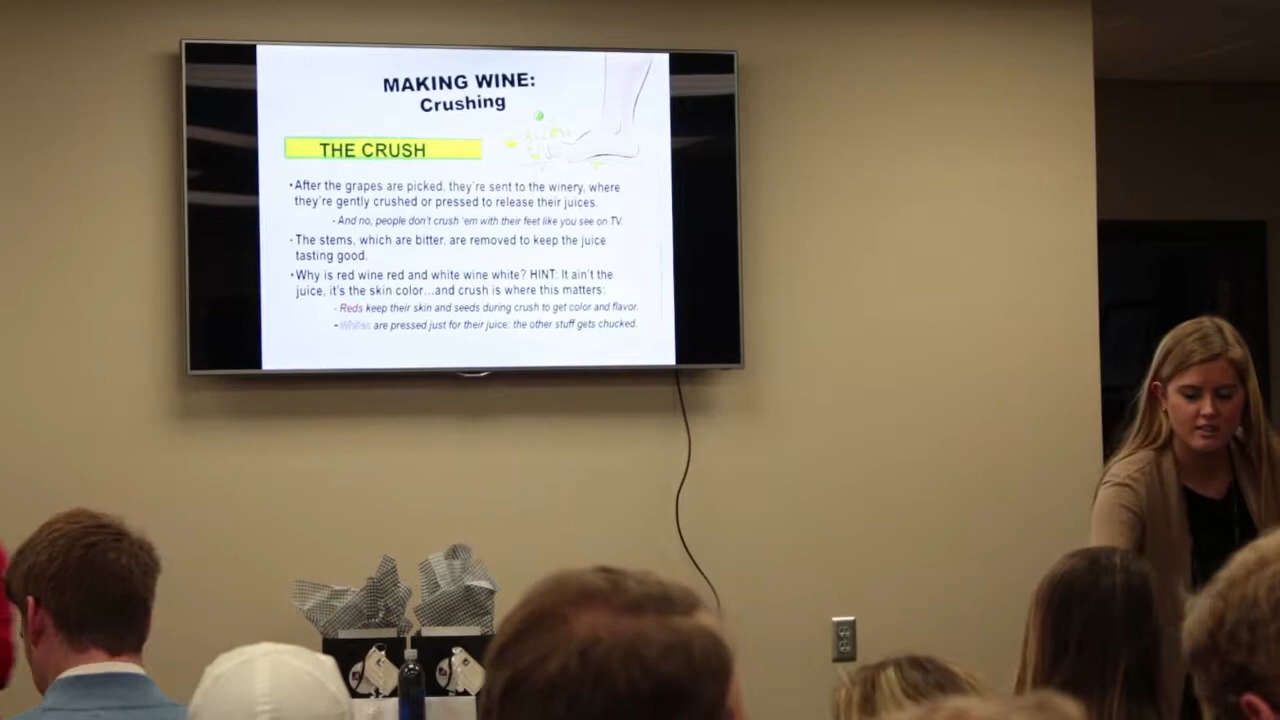 MAKING WINE:
Crushing
THE CRUSH
•After the grapes are picked, they're sent to the winery, where
they're gently crushed or pressed to release their juices.
- And no, people don't crush 'em with their feet like you see on TV.
•The stems, which are bitter, are removed to keep the juice
tasting good.
•Why is red wine red and white wine white? HINT: It ain't the
juice, it's the skin color...and crush is where this matters:
- Reds keep their skin and seeds during crush to get color and flavor.
- Whites are pressed just for their juice: the other stuff gets chucked.